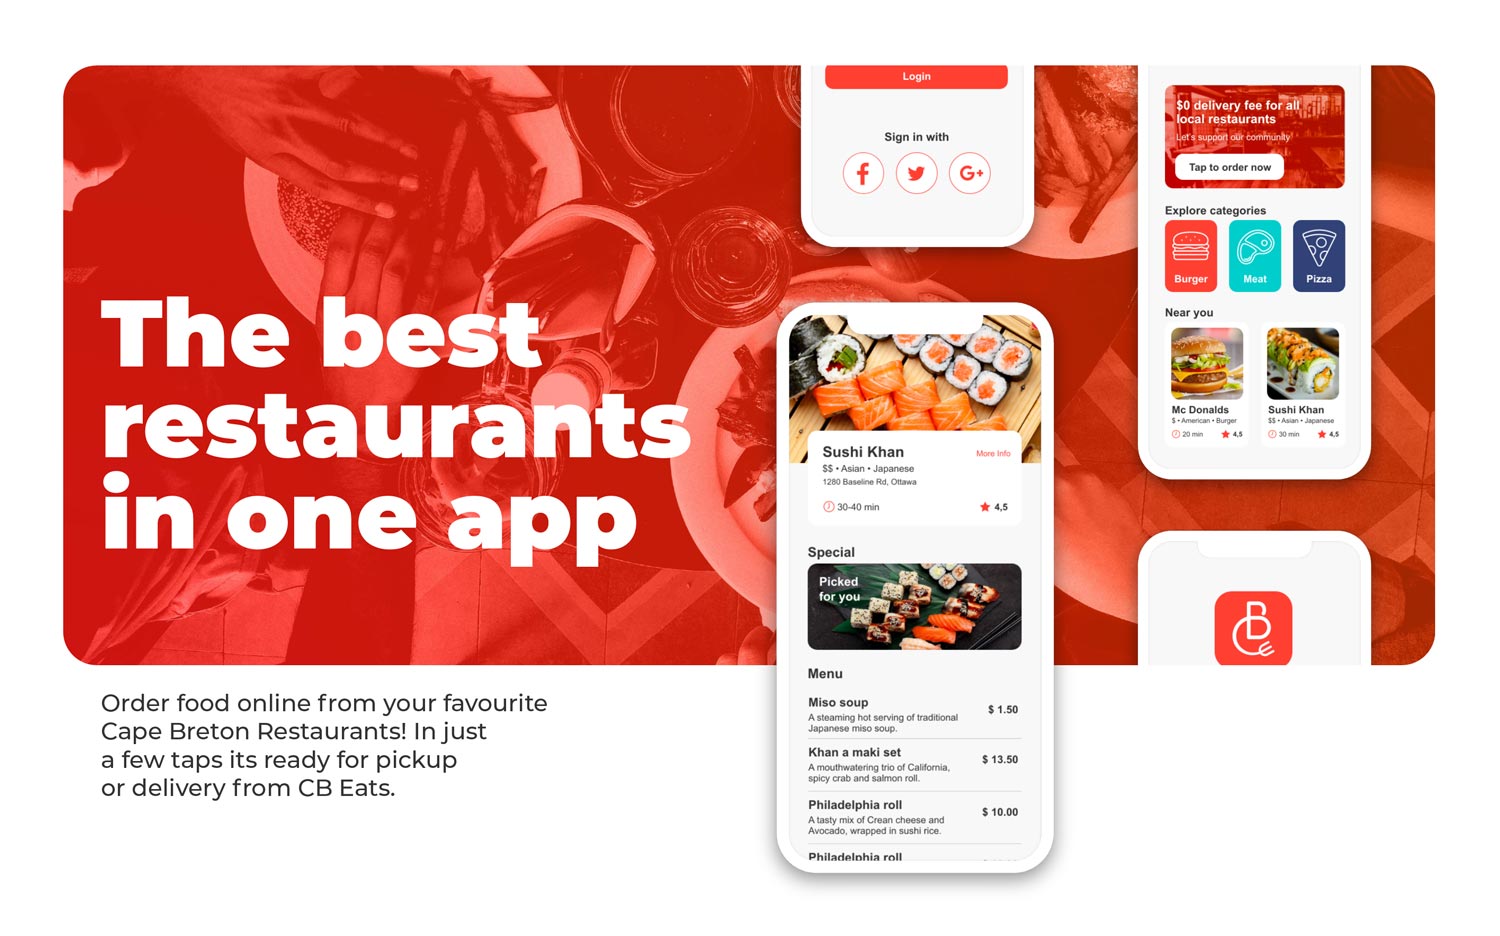 The best
restaurants
in one app
Order food online from your favourite
Cape Breton Restaurants! In just
a few taps its ready for pickup
or delivery from CB Eats.
Login
Sign in with
G+
Sushi Khan
More Info
$$ • Asian • Japanese
1280 Baseline Rd, Ottawa
30-40 min
4,5
Special
Picked
for you
Menu
Miso soup
$ 1.50
A steaming hot serving of traditional
Japanese miso soup.
Khan a maki set
$ 13.50
A mouthwatering trio of California,
spicy crab and salmon roll.
Philadelphia roll
$ 10.00
A tasty mix of Crean cheese and
Avocado, wrapped in sushi rice.
Philadelphia roll
$0 delivery fee for all
local restaurants
Let's support our community
Tap to order now
Explore categories
Burger
Meat
Pizza
Near you
Mc Donalds
$ • American • Burger
20 min
4,5
Sushi Khan
$$ • Asian • Japanese
30 min
4,5